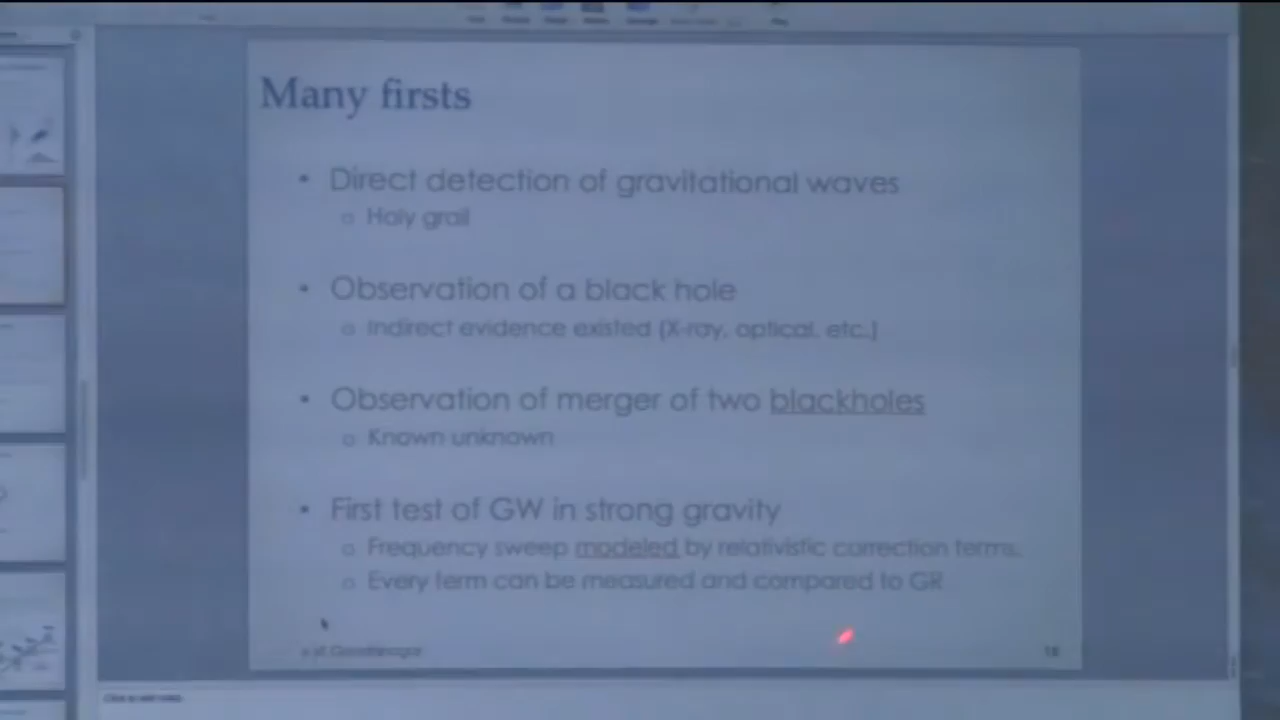 Many firsts
• Direct detection of gravitational waves
o Holy grail
• Observation of a black hole
o Indirect evidence existed (X-ray, optical, etc.)
• Observation of merger of two blackholes
o Known unknown
• First test of GW in strong gravity
o Frequency sweep modeled by relativistic correction terms.
o Every term can be measured and compared to GR
Gandhinagar